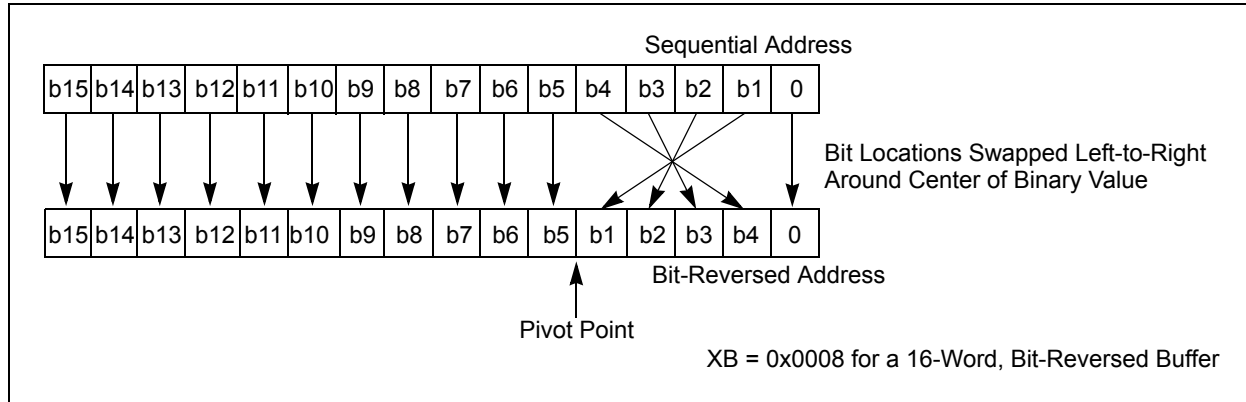 Sequential Address
b15 b14 b13 b12 b11 b10 b9 b8 b7 b6 b5 b4 b3 b2 b1 0
Bit Locations Swapped Left-to-Right
Around Center of Binary Value
b15 b14 b13 b12 b11 b10 b9 b8 b7 b6 b5 b1 b2 b3 b4 0
Bit-Reversed Address
Pivot Point
XB = 0x0008 for a 16-Word, Bit-Reversed Buffer